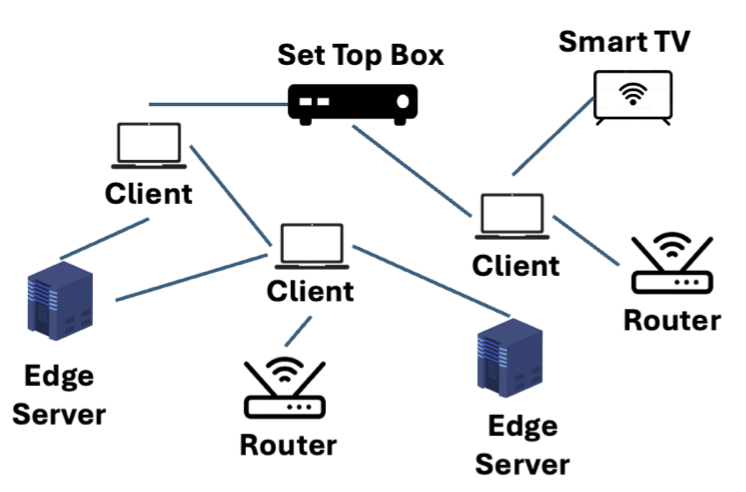 Smart TV
Set Top Box
Client
Client
Client
Router
Edge
Server
Router
Edge
Server